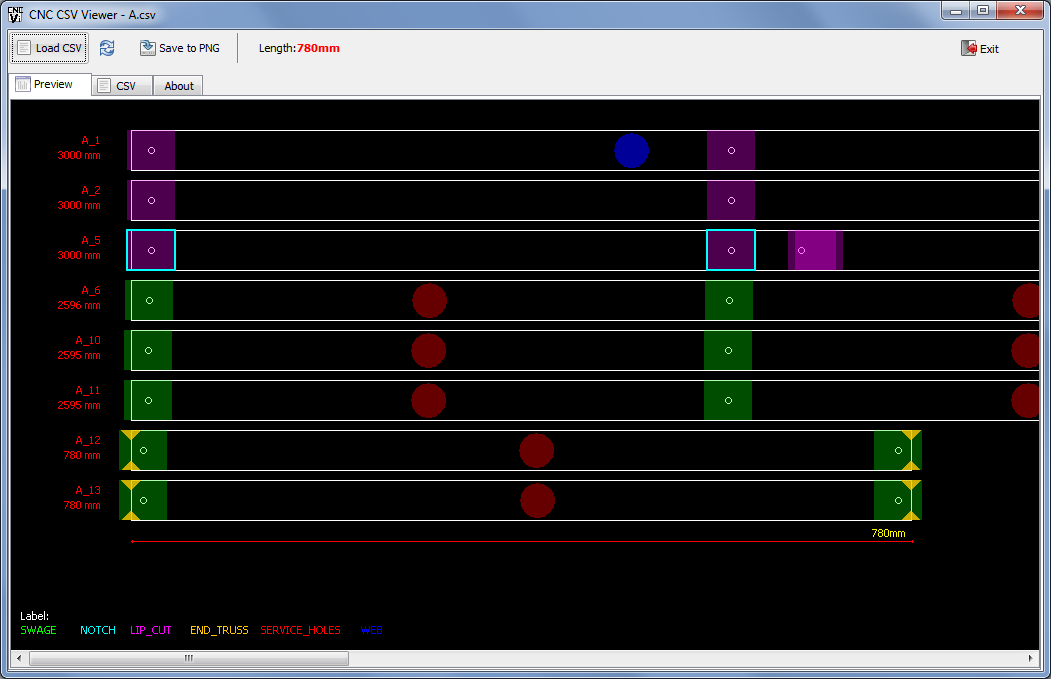 CNC CSV Viewer - A.csv
Load CSV Save to PNG Length:780mm Exit
Preview CSV About
A_1
3000 mm
A_2
3000 mm
A_5
3000 mm
A_6
2596 mm
A_10
2595 mm
A_11
2595 mm
A_12
780 mm
A_13
780 mm
780mm
Label:
SWAGE NOTCH LIP_CUT END_TRUSS SERVICE_HOLES WEB